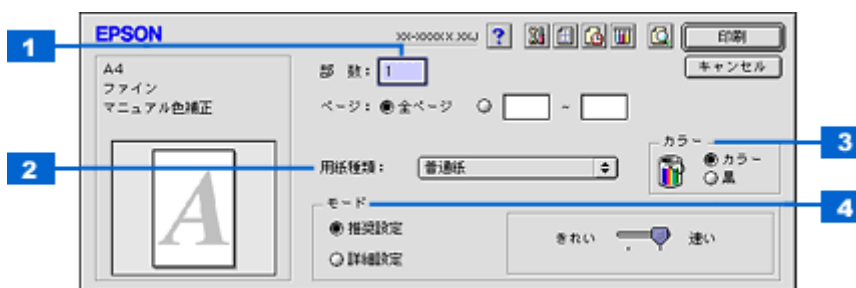 EPSON
XX-XXXXX X.XXJ
?
印刷
キャンセル
1
A4
ファイン
マニュアル色補正
部 数： 1
ページ： 全ページ ～
2
用紙種類： 普通紙
カラー
カラー
黒
3
モード
4
推奨設定
詳細設定
きれい 速い
A